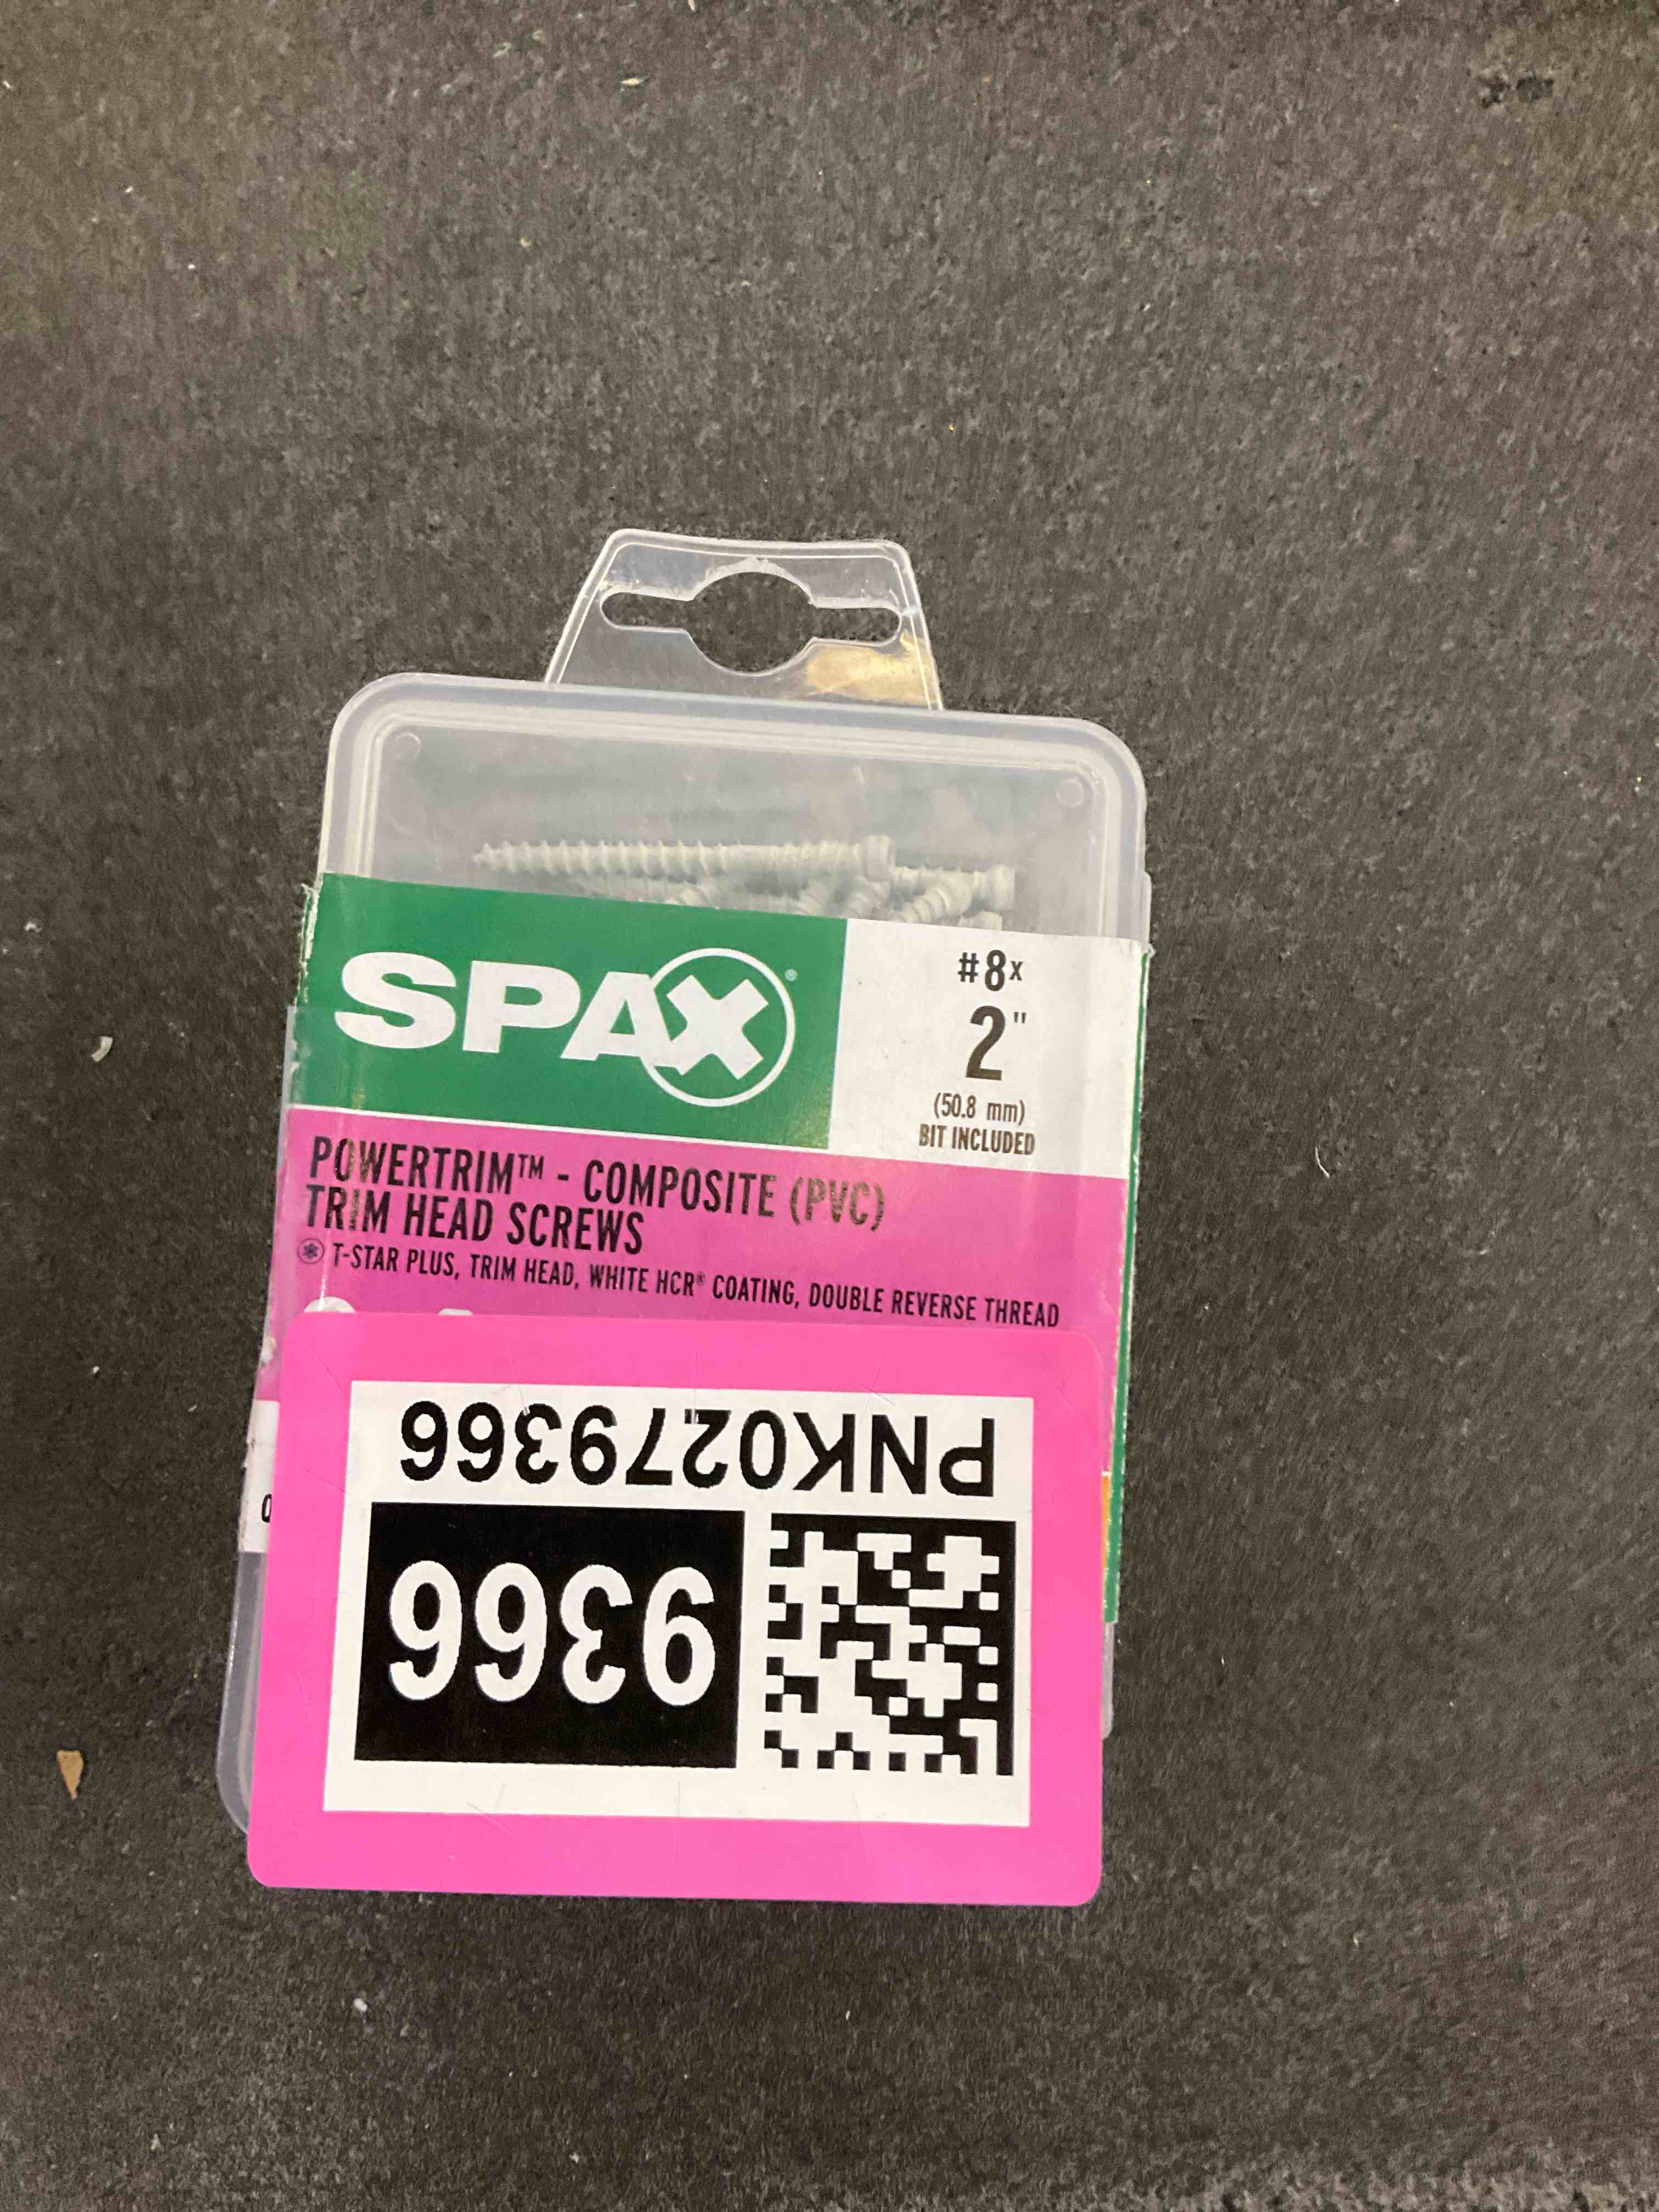 SPAX®
#8x
2"
(50.8 mm)
BIT INCLUDED
POWERTRIM™ - COMPOSITE (PVC)
TRIM HEAD SCREWS
T-STAR PLUS, TRIM HEAD, WHITE HCR® COATING, DOUBLE REVERSE THREAD
PNK0279366
9366